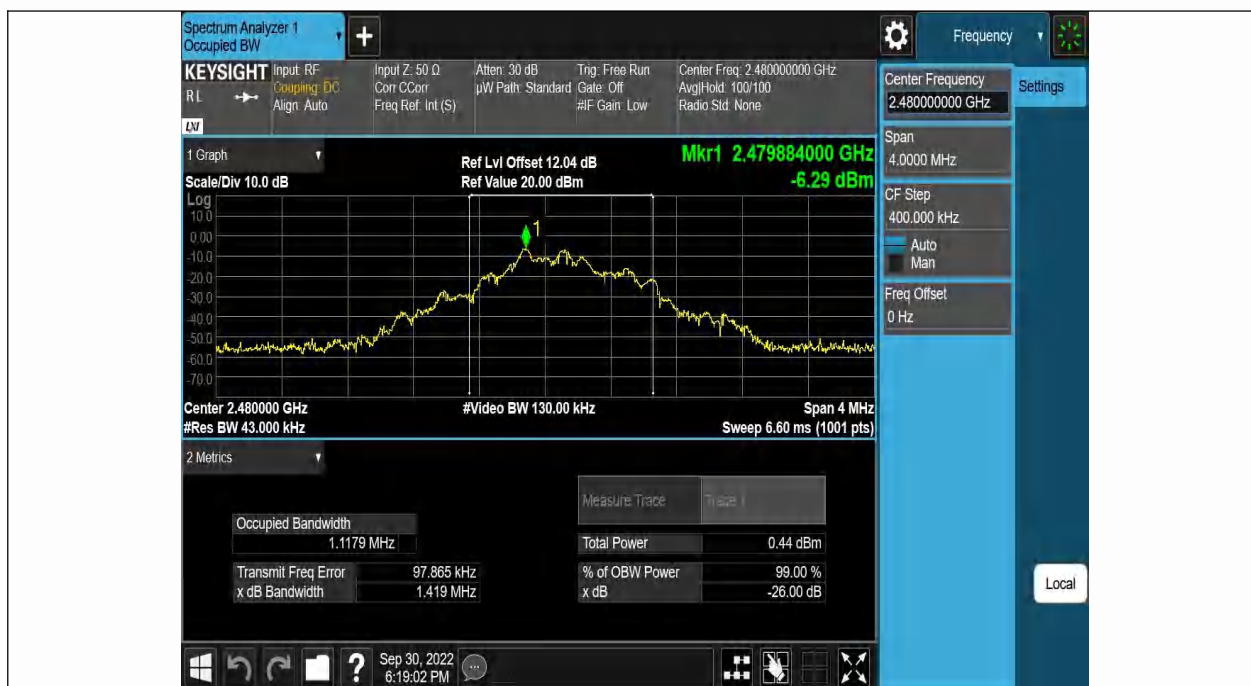 Spectrum Analyzer 1
Occupied BW
+
Frequency
KEYSIGHT
RL
LXI
Input: RF
Coupling: DC
Align: Auto
Input Z: 50 Ω
Corr CCorr
Freq Ref: Int (S)
Atten: 30 dB
µW Path: Standard
Trig: Free Run
Gate: Off
#IF Gain: Low
Center Freq: 2.480000000 GHz
Avg|Hold: 100/100
Radio Std: None
Center Frequency
2.480000000 GHz
Settings
Span
4.0000 MHz
CF Step
400.000 kHz
Auto
Man
Freq Offset
0 Hz
Local
1 Graph
Scale/Div 10.0 dB
Ref Lvl Offset 12.04 dB
Ref Value 20.00 dBm
Mkr1 2.479884000 GHz
-6.29 dBm
Log
10.0
0.00
-10.0
-20.0
-30.0
-40.0
-50.0
-60.0
-70.0
1
Center 2.480000 GHz
#Res BW 43.000 kHz
#Video BW 130.00 kHz
Span 4 MHz
Sweep 6.60 ms (1001 pts)
2 Metrics
Measure Trace
Trace 1
Occupied Bandwidth
1.1179 MHz
Total Power
0.44 dBm
Transmit Freq Error
97.865 kHz
% of OBW Power
99.00 %
x dB Bandwidth
1.419 MHz
x dB
-26.00 dB
?
Sep 30, 2022
6:19:02 PM